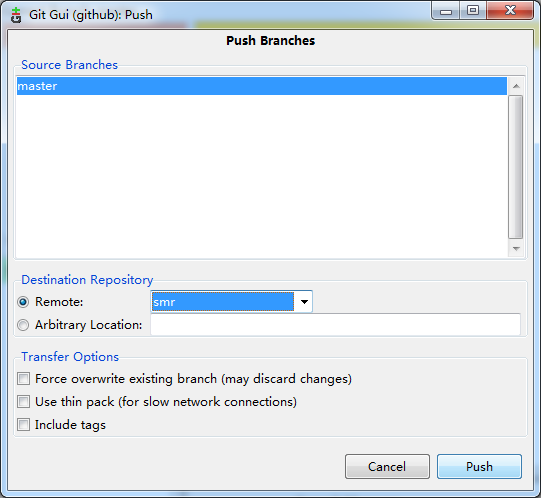 Git Gui (github): Push
Push Branches
Source Branches
master
Destination Repository
Remote:
smr
Arbitrary Location:
Transfer Options
Force overwrite existing branch (may discard changes)
Use thin pack (for slow network connections)
Include tags
Cancel
Push